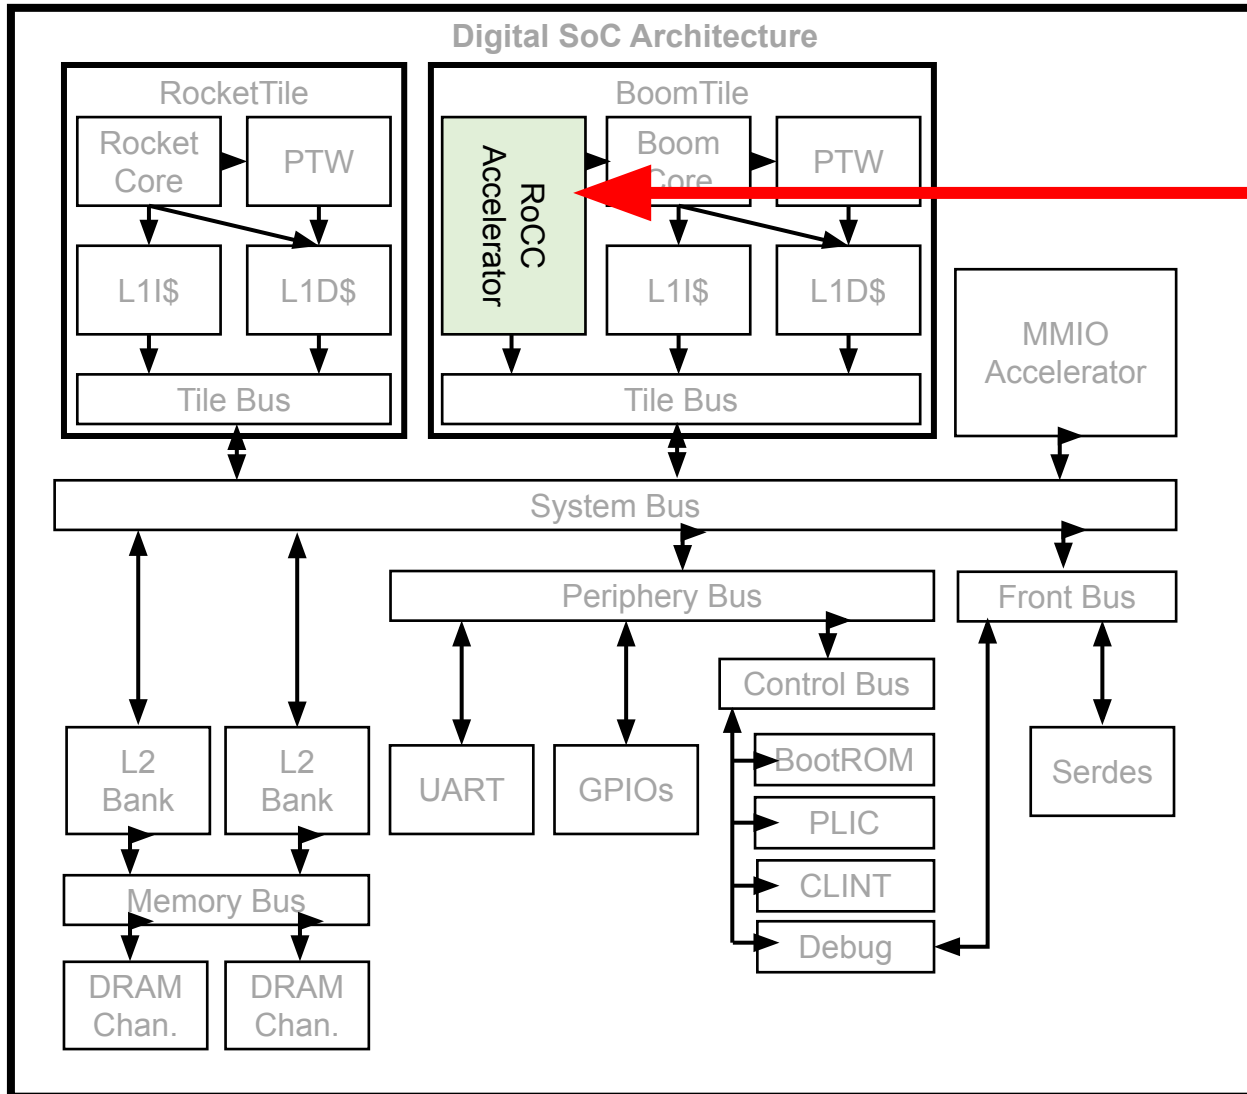 Digital SoC Architecture
RocketTile
Rocket
Core
PTW
L1I$
L1D$
Tile Bus
BoomTile
RoCC
Accelerator
Boom
Core
PTW
L1I$
L1D$
Tile Bus
MMIO
Accelerator
System Bus
Periphery Bus
Front Bus
Control Bus
L2
Bank
L2
Bank
UART
GPIOs
BootROM
PLIC
CLINT
Debug
Serdes
Memory Bus
DRAM
Chan.
DRAM
Chan.